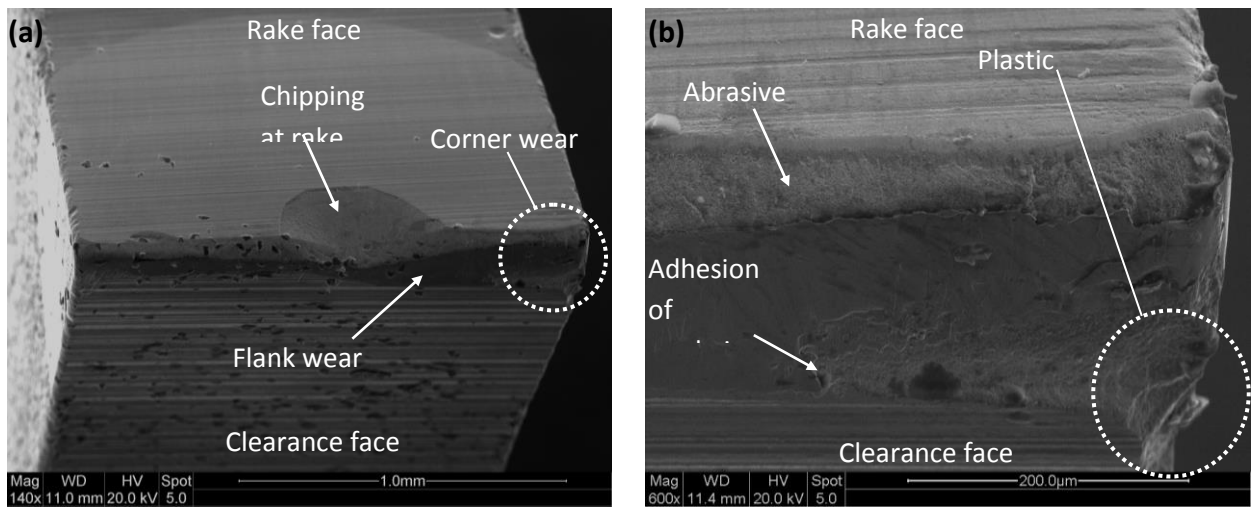 (a)
Rake face
Chipping
at rake
Corner wear
Flank wear
Clearance face
Mag WD HV Spot
140x 11.0 mm 20.0 kV 5.0
1.0mm
(b)
Rake face
Plastic
Abrasive
Adhesion
of
Clearance face
Mag WD HV Spot
600x 11.4 mm 20.0 kV 5.0
200.0µm